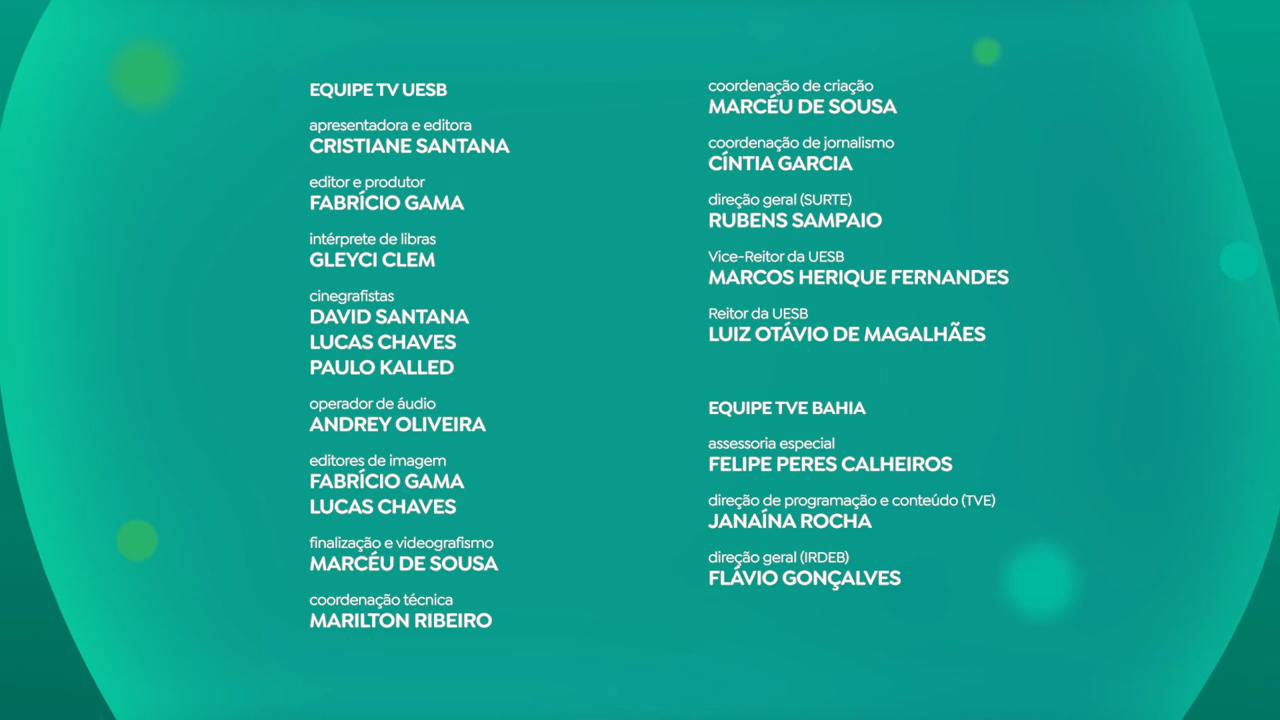 EQUIPE TV UESB
apresentadora e editora
CRISTIANE SANTANA
editor e produtor
FABRÍCIO GAMA
intérprete de libras
GLEYCI CLEM
cinegrafistas
DAVID SANTANA
LUCAS CHAVES
PAULO KALLED
operador de áudio
ANDREY OLIVEIRA
editores de imagem
FABRÍCIO GAMA
LUCAS CHAVES
finalização e videografismo
MARCÉU DE SOUSA
coordenação técnica
MARILTON RIBEIRO
coordenação de criação
MARCÉU DE SOUSA
coordenação de jornalismo
CÍNTIA GARCIA
direção geral (SURTE)
RUBENS SAMPAIO
Vice-Reitor da UESB
MARCOS HERIQUE FERNANDES
Reitor da UESB
LUIZ OTÁVIO DE MAGALHÃES
EQUIPE TVE BAHIA
assessoria especial
FELIPE PERES CALHEIROS
direção de programação e conteúdo (TVE)
JANAÍNA ROCHA
direção geral (IRDEB)
FLÁVIO GONÇALVES